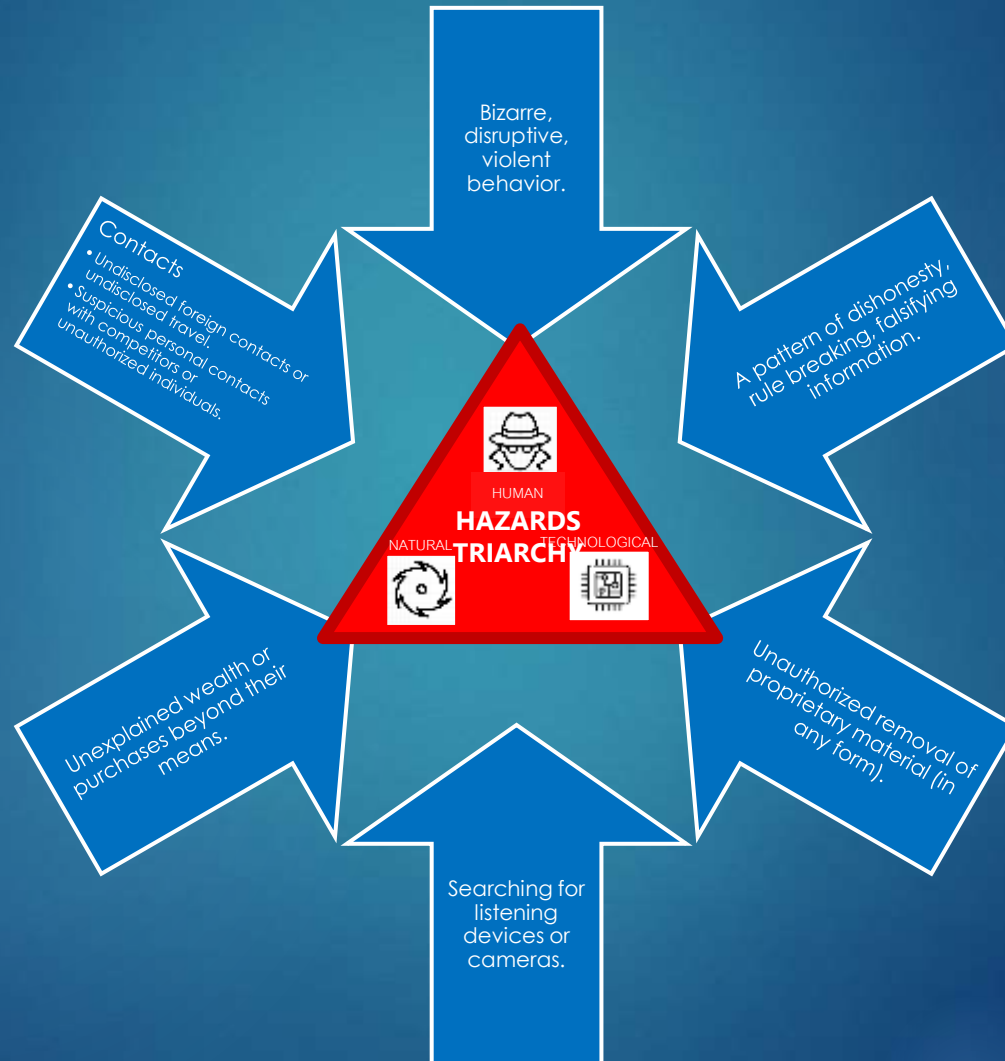 Bizarre,
disruptive,
violent
behavior.
Contacts
• Undisclosed foreign contacts or
undisclosed travel.
• Suspicious personal contacts
with competitors or
unauthorized individuals.
A pattern of dishonesty,
rule breaking, falsifying
information.
HUMAN
HAZARDS
TRIARCHY
NATURAL
TECHNOLOGICAL
Unexplained wealth or
purchases beyond their
means.
Unauthorized removal of
proprietary material (in
any form).
Searching for
listening
devices or
cameras.